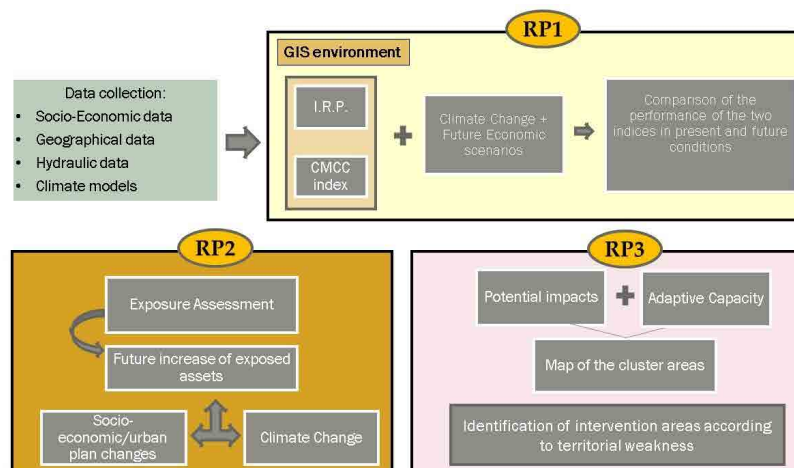 RP1
GIS environment
Data collection:
• Socio-Economic data
• Geographical data
• Hydraulic data
• Climate models
I.R.P.
CMCC
index
Climate Change +
Future Economic
scenarios
Comparison of the
performance of the two
indices in present and future
conditions
RP2
Exposure Assessment
Future increase of exposed
assets
Socio-
economic/urban
plan changes
Climate Change
RP3
Potential impacts
Adaptive Capacity
Map of the cluster areas
Identification of intervention areas according
to territorial weakness